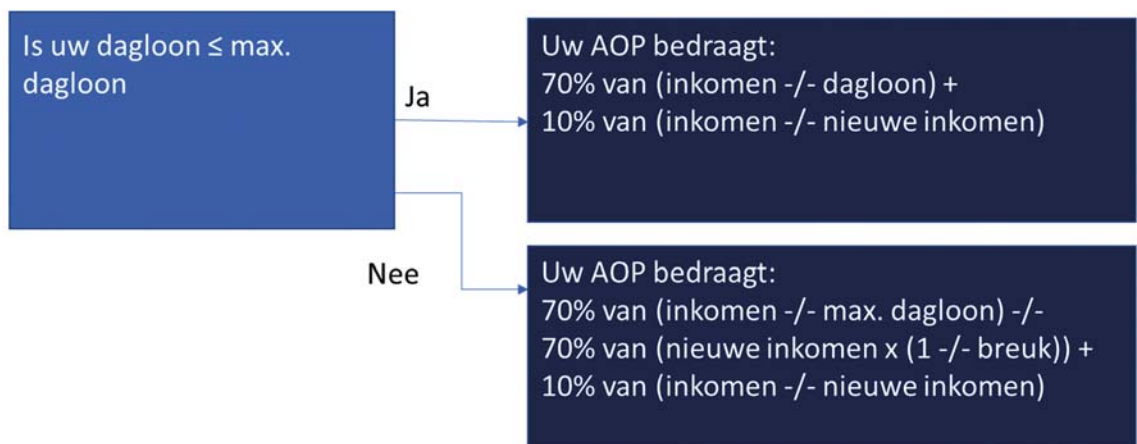 Is uw dagloon ≤ max.
dagloon
Ja
Uw AOP bedraagt:
70% van (inkomen -/- dagloon) +
10% van (inkomen -/- nieuwe inkomen)
Nee
Uw AOP bedraagt:
70% van (inkomen -/- max. dagloon) -/-
70% van (nieuwe inkomen x (1 -/- breuk)) +
10% van (inkomen -/- nieuwe inkomen)